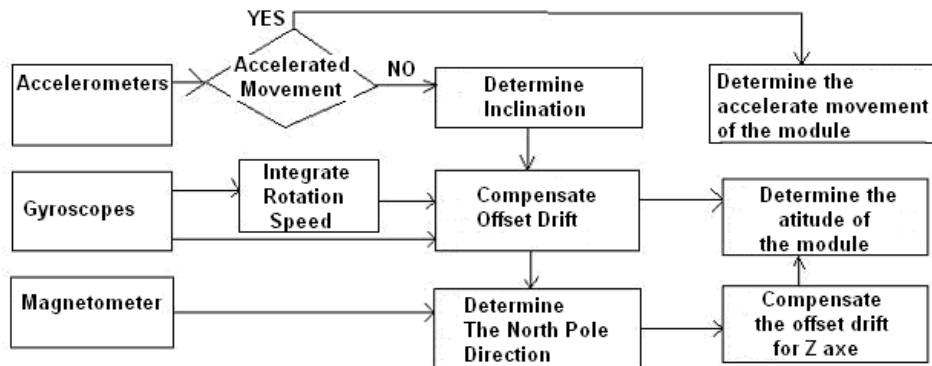 YES
Accelerometers
Accelerated
Movement
NO
Determine
Inclination
Determine the
accelerate movement
of the module
Gyroscopes
Integrate
Rotation
Speed
Compensate
Offset Drift
Determine the
atitude of
the module
Magnetometer
Determine
The North Pole
Direction
Compensate
the offset drift
for Z axe